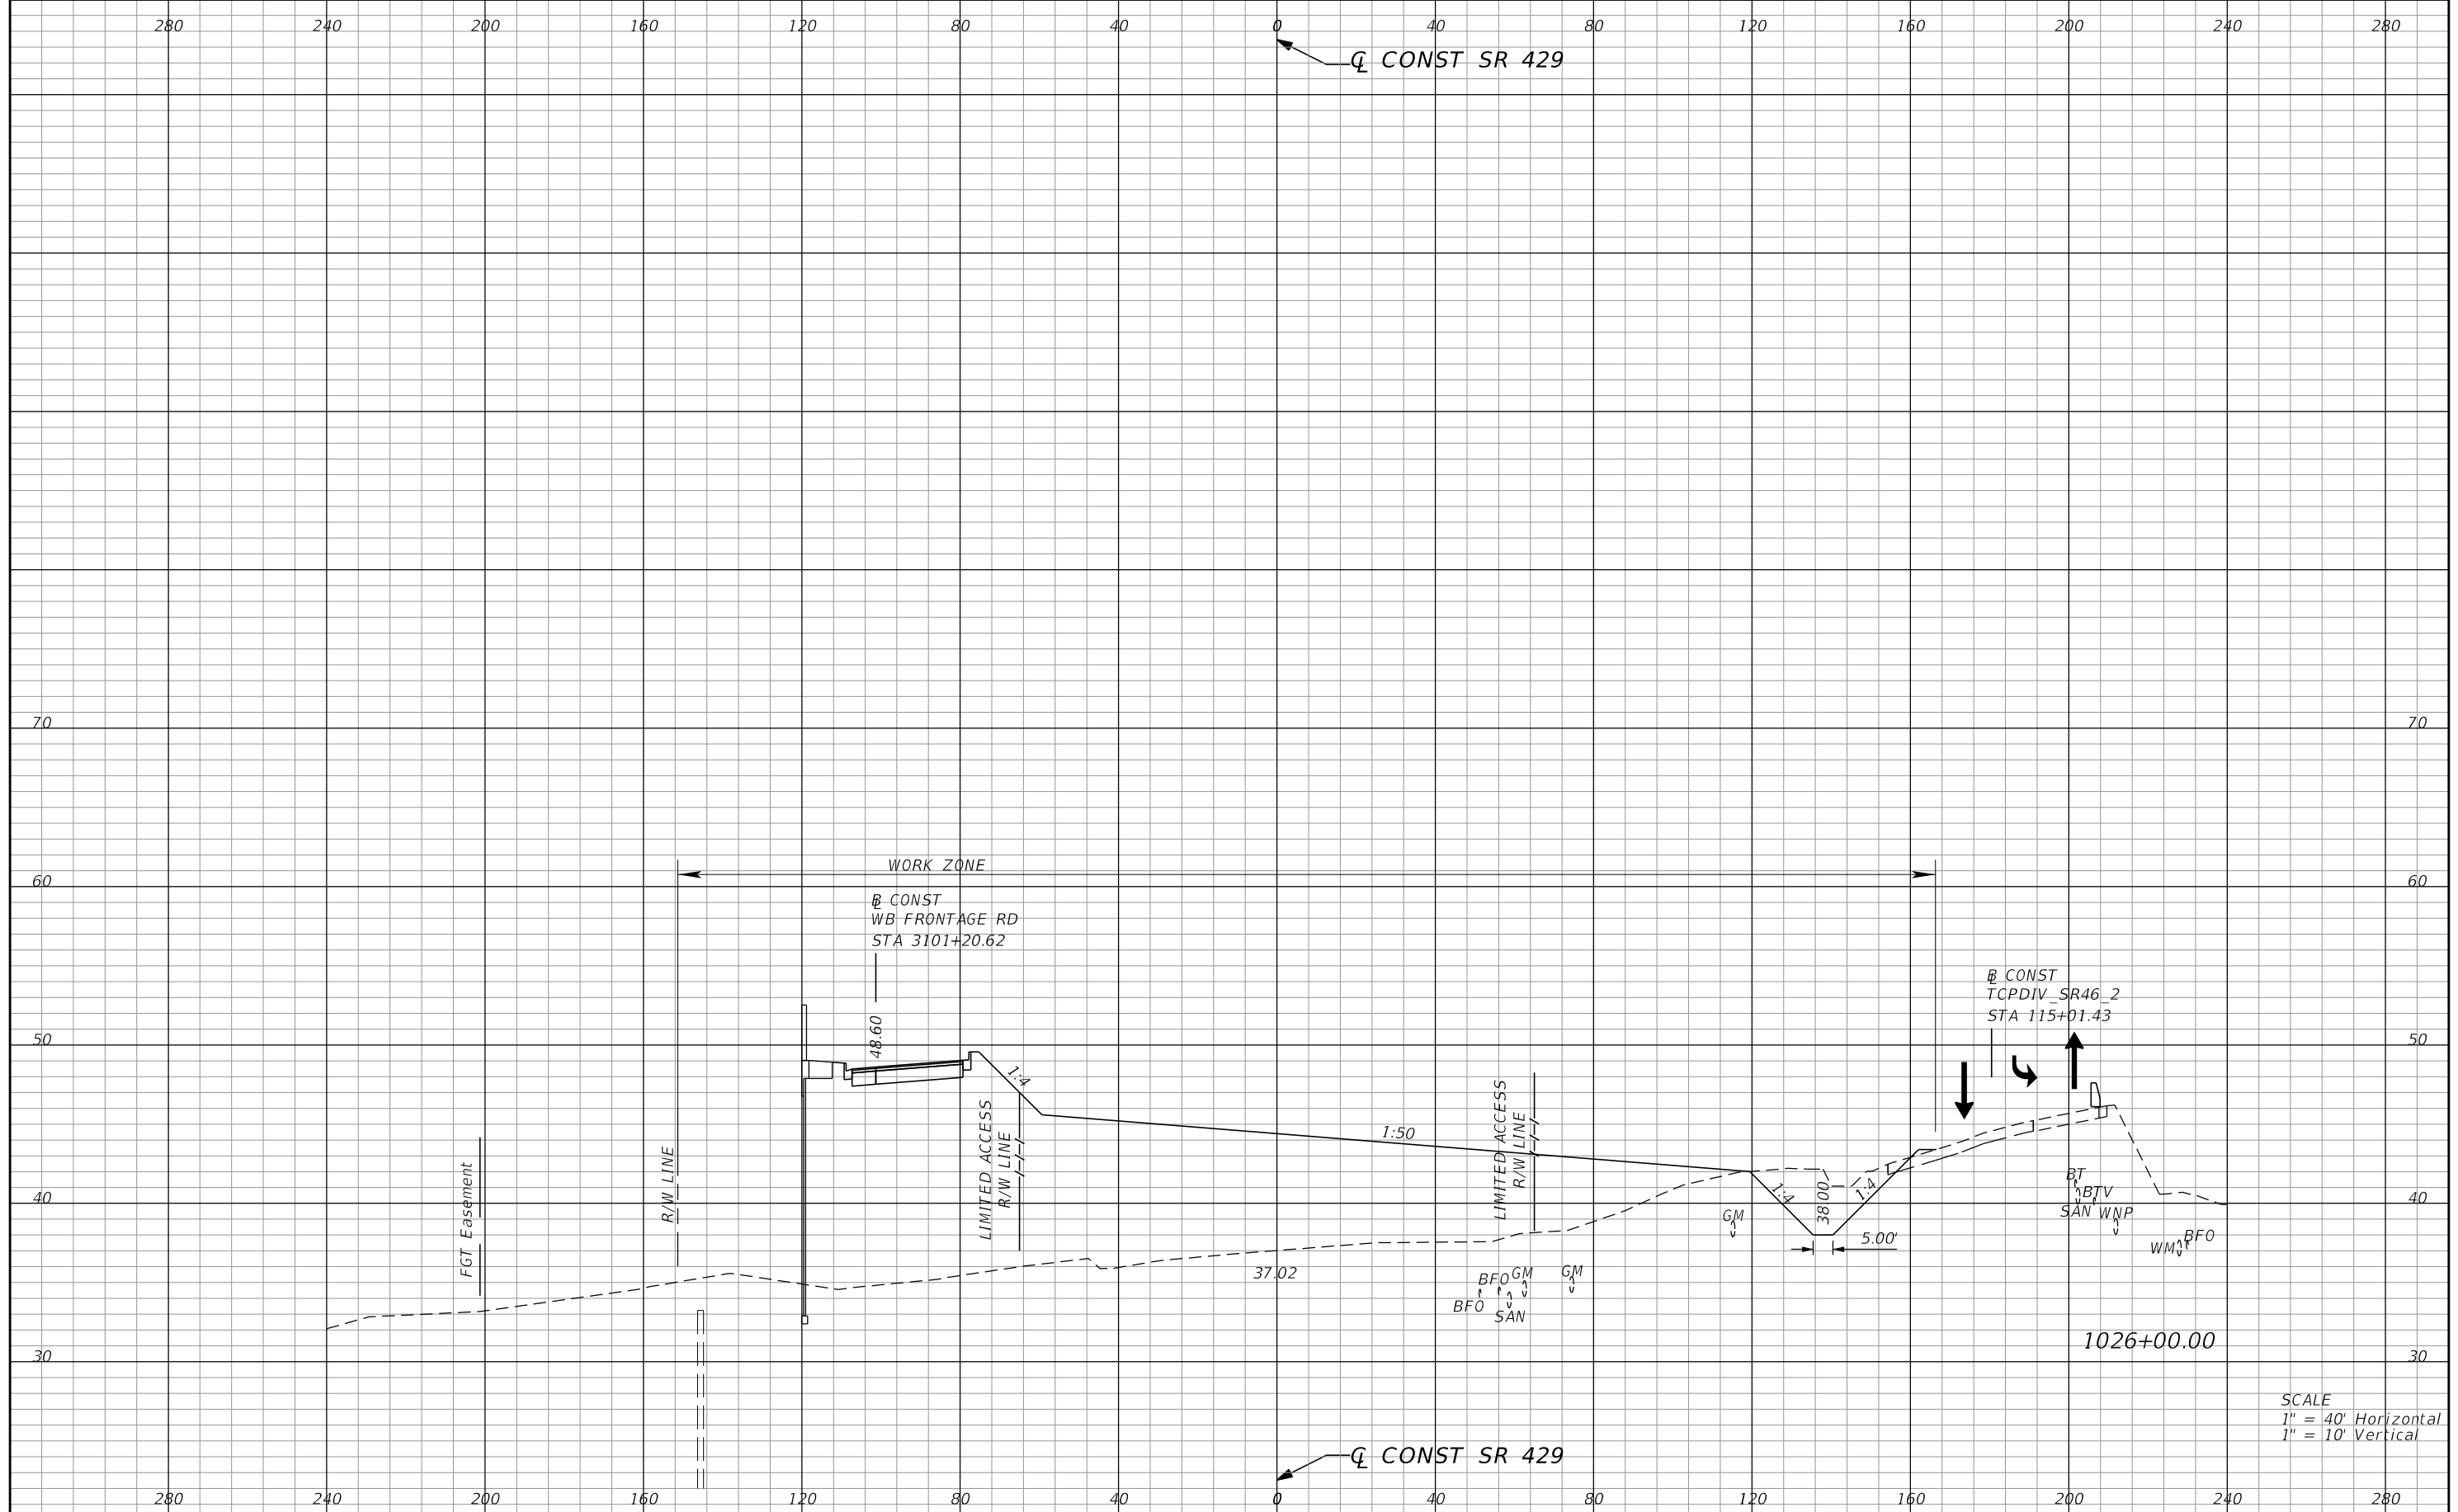 280 240 200 160 120 80 40 0 40 80 120 160 200 240 280
℄ CONST SR 429
70 70
60 60
WORK ZONE
℄ CONST
WB FRONTAGE RD
STA 3101+20.62
48.60
50 50
℄ CONST
TCPDIV_SR46_2
STA 115+01.43
1:4
1:50
FGT Easement
R/W LINE
LIMITED ACCESS
R/W LINE
LIMITED ACCESS
R/W LINE
40 40
1:4
38.00
1:4
5.00'
GM
BT
BTV
SAN
WNP
BFO
WM
37.02
BFO
GM
GM
BFO
SAN
30 30
1026+00.00
SCALE
1" = 40' Horizontal
1" = 10' Vertical
℄ CONST SR 429
280 240 200 160 120 80 40 0 40 80 120 160 200 240 280